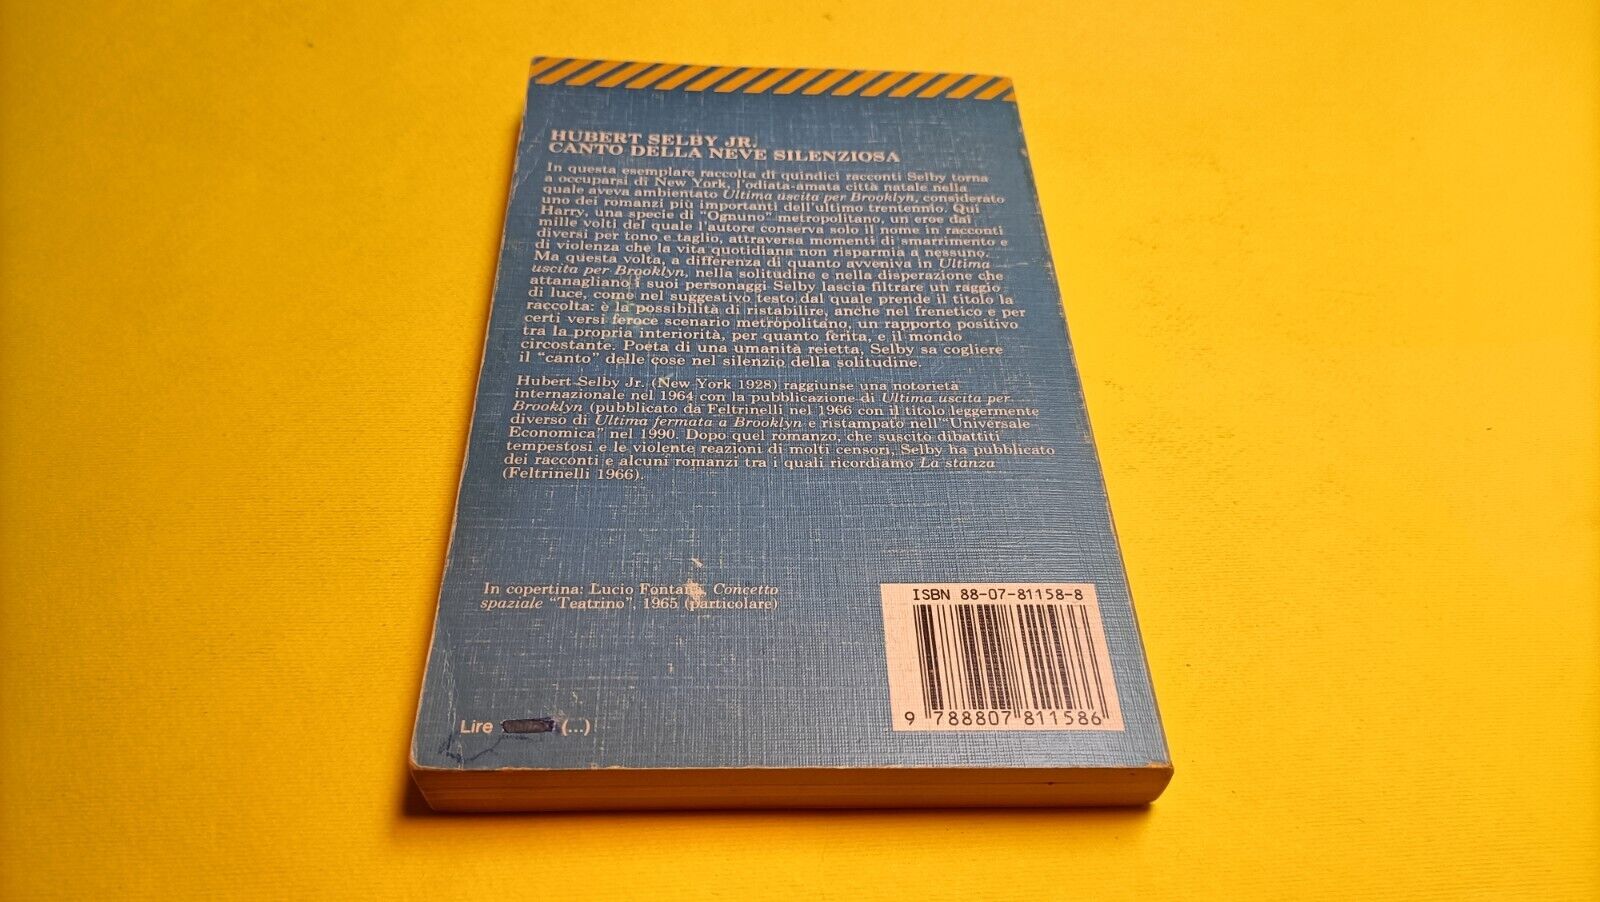 HUBERT SELBY JR.
CANTO DELLA NEVE SILENZIOSA
In questa esemplare raccolta di quindici racconti Selby torna
a occuparsi di New York, l'odiata-amata città natale nella
quale aveva ambientato Ultima uscita per Brooklyn, considerato
uno dei romanzi più importanti dell'ultimo trentennio. Qui
Harry, una specie di "Ognuno" metropolitano, un eroe dai
mille volti del quale l'autore conserva solo il nome in racconti
diversi per tono e taglio, attraversa momenti di smarrimento e
di violenza che la vita quotidiana non risparmia a nessuno.
Ma questa volta, a differenza di quanto avveniva in Ultima
uscita per Brooklyn, nella solitudine e nella disperazione che
attanagliano i suoi personaggi Selby lascia filtrare un raggio
di luce, come nel suggestivo testo dal quale prende il titolo la
raccolta: è la possibilità di ristabilire, anche nel frenetico e per
certi versi feroce scenario metropolitano, un rapporto positivo
tra la propria interiorità, per quanto ferita, e il mondo
circostante. Poeta di una umanità reietta, Selby sa cogliere
il "canto" delle cose nel silenzio della solitudine.
Hubert Selby Jr. (New York 1928) raggiunse una notorietà
internazionale nel 1964 con la pubblicazione di Ultima uscita per
Brooklyn (pubblicato da Feltrinelli nel 1966 con il titolo leggermente
diverso di Ultima fermata a Brooklyn e ristampato nell'"Universale
Economica" nel 1990. Dopo quel romanzo, che suscitò dibattiti
tempestosi e le violente reazioni di molti censori, Selby ha pubblicato
dei racconti e alcuni romanzi tra i quali ricordiamo La stanza
(Feltrinelli 1966).
In copertina: Lucio Fontana, Concetto
spaziale "Teatrino", 1965 (particolare)
ISBN 88-07-81158-8
9 788807 811586
Lire (...)